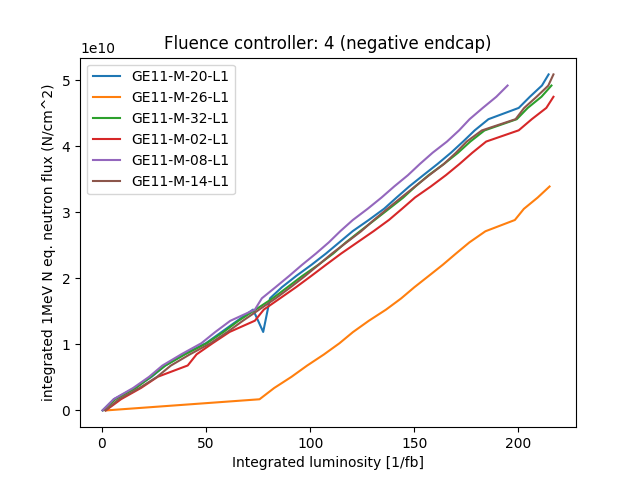 Fluence controller: 4 (negative endcap)
1e10
GE11-M-20-L1
GE11-M-26-L1
GE11-M-32-L1
GE11-M-02-L1
GE11-M-08-L1
GE11-M-14-L1
5
4
3
2
1
0
integrated 1MeV N eq. neutron flux (N/cm^2)
0 50 100 150 200
Integrated luminosity [1/fb]